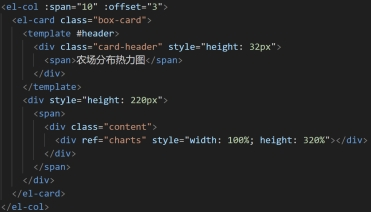 <el-col :span="10" :offset="3">
<el-card class="box-card">
<template #header>
<div class="card-header" style="height: 32px">
<span>农场分布热力图</span>
</div>
</template>
<div style="height: 220px">
<span>
<div class="content">
<div ref="charts" style="width: 100%; height: 320%"></div>
</div>
</span>
</div>
</el-card>
</el-col>